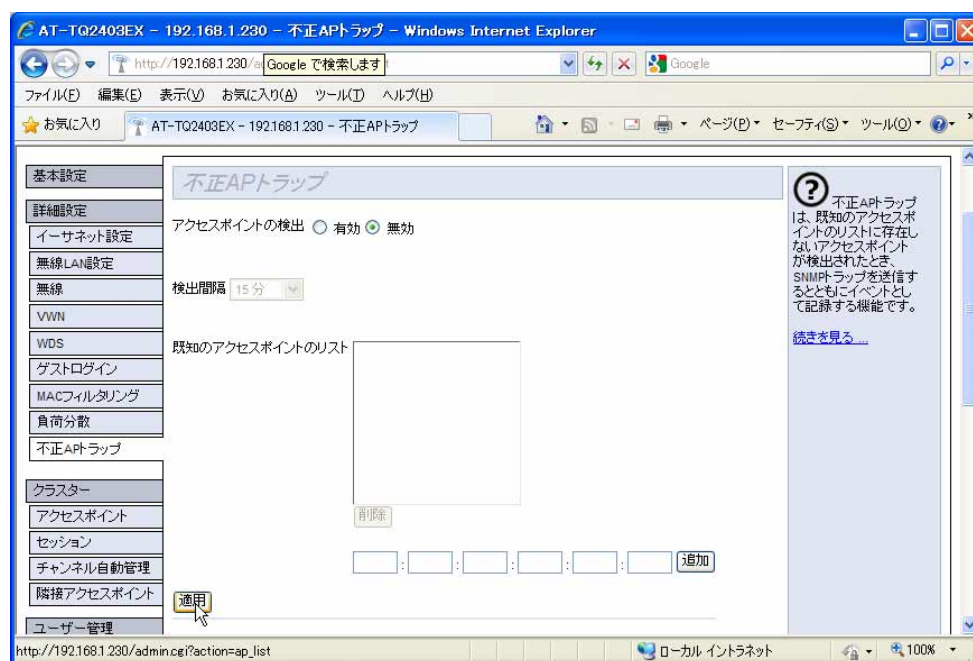 AT-TQ2403EX - 192.168.1.230 - 不正APトラップ - Windows Internet Explorer
http://192.168.1.230/a
Google で検索します
Google
ファイル(F) 編集(E) 表示(V) お気に入り(A) ツール(T) ヘルプ(H)
お気に入り
AT-TQ2403EX - 192.168.1.230 - 不正APトラップ
ページ(P) セーフティ(S) ツール(O)
基本設定
詳細設定
イーサネット設定
無線LAN設定
無線
VWN
WDS
ゲストログイン
MACフィルタリング
負荷分散
不正APトラップ
クラスター
アクセスポイント
セッション
チャンネル自動管理
隣接アクセスポイント
ユーザー管理
不正APトラップ
アクセスポイントの検出 有効 無効
検出間隔 15 分
既知のアクセスポイントのリスト
削除
: : : : : 追加
適用
不正APトラップ
は、既知のアクセスポ
イントのリストに存在し
ないアクセスポイント
が検出されたとき、
SNMPトラップを送信す
るとともにイベントとし
て記録する機能です。
続きを見る ...
http://192.168.1.230/admin.cgi?action=ap_list
ローカル イントラネット
100%